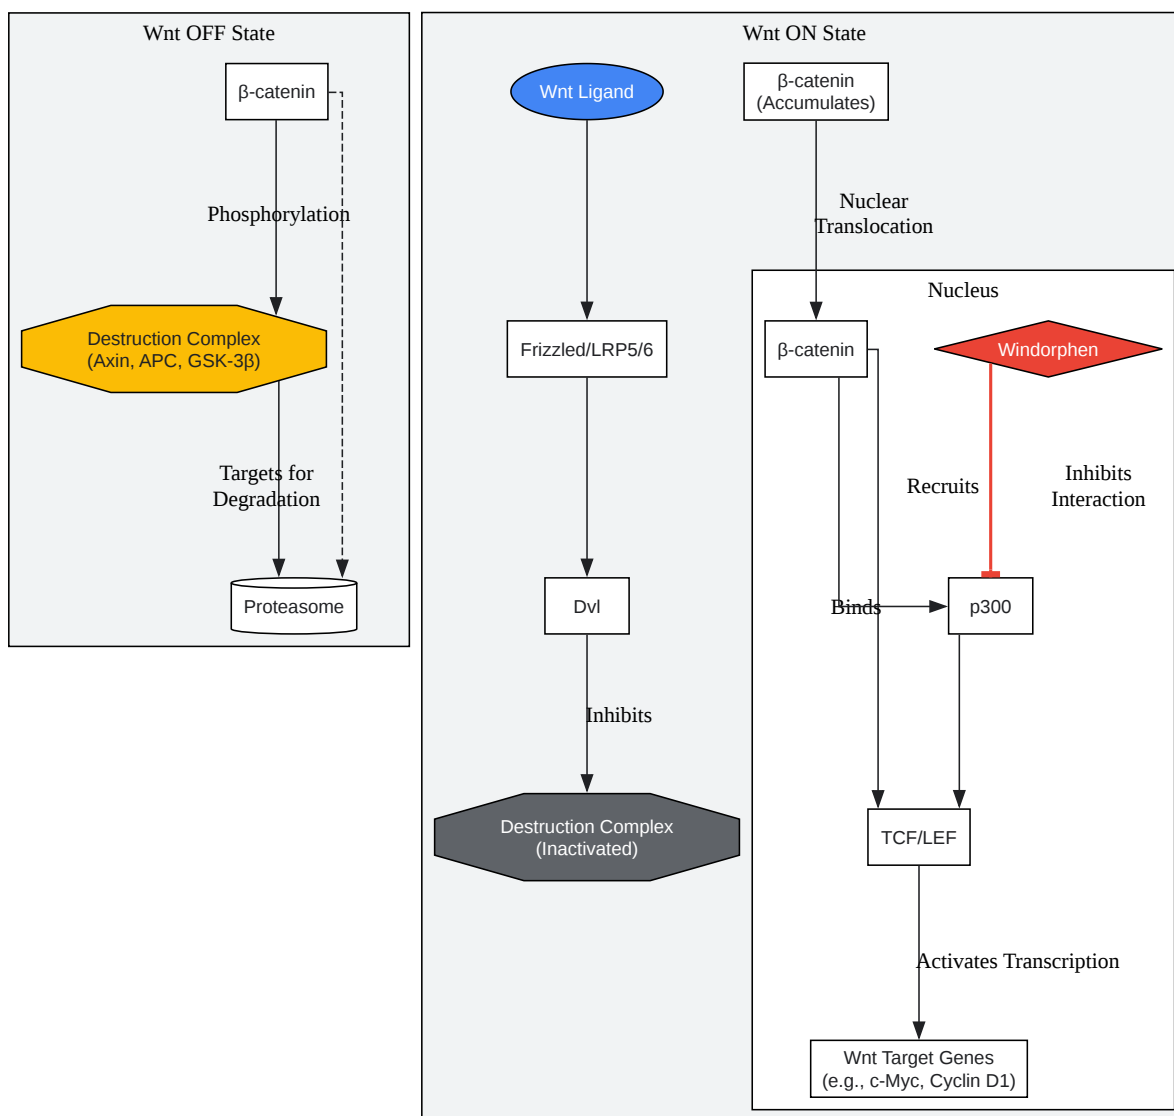 Wnt OFF State
β-catenin
Phosphorylation
Destruction Complex
(Axin, APC, GSK-3β)
Targets for
Degradation
Proteasome
Wnt ON State
Wnt Ligand
Frizzled/LRP5/6
Dvl
Inhibits
Destruction Complex
(Inactivated)
β-catenin
(Accumulates)
Nuclear
Translocation
Nucleus
β-catenin
Windorphen
Recruits
Inhibits
Interaction
Binds
p300
TCF/LEF
Activates Transcription
Wnt Target Genes
(e.g., c-Myc, Cyclin D1)